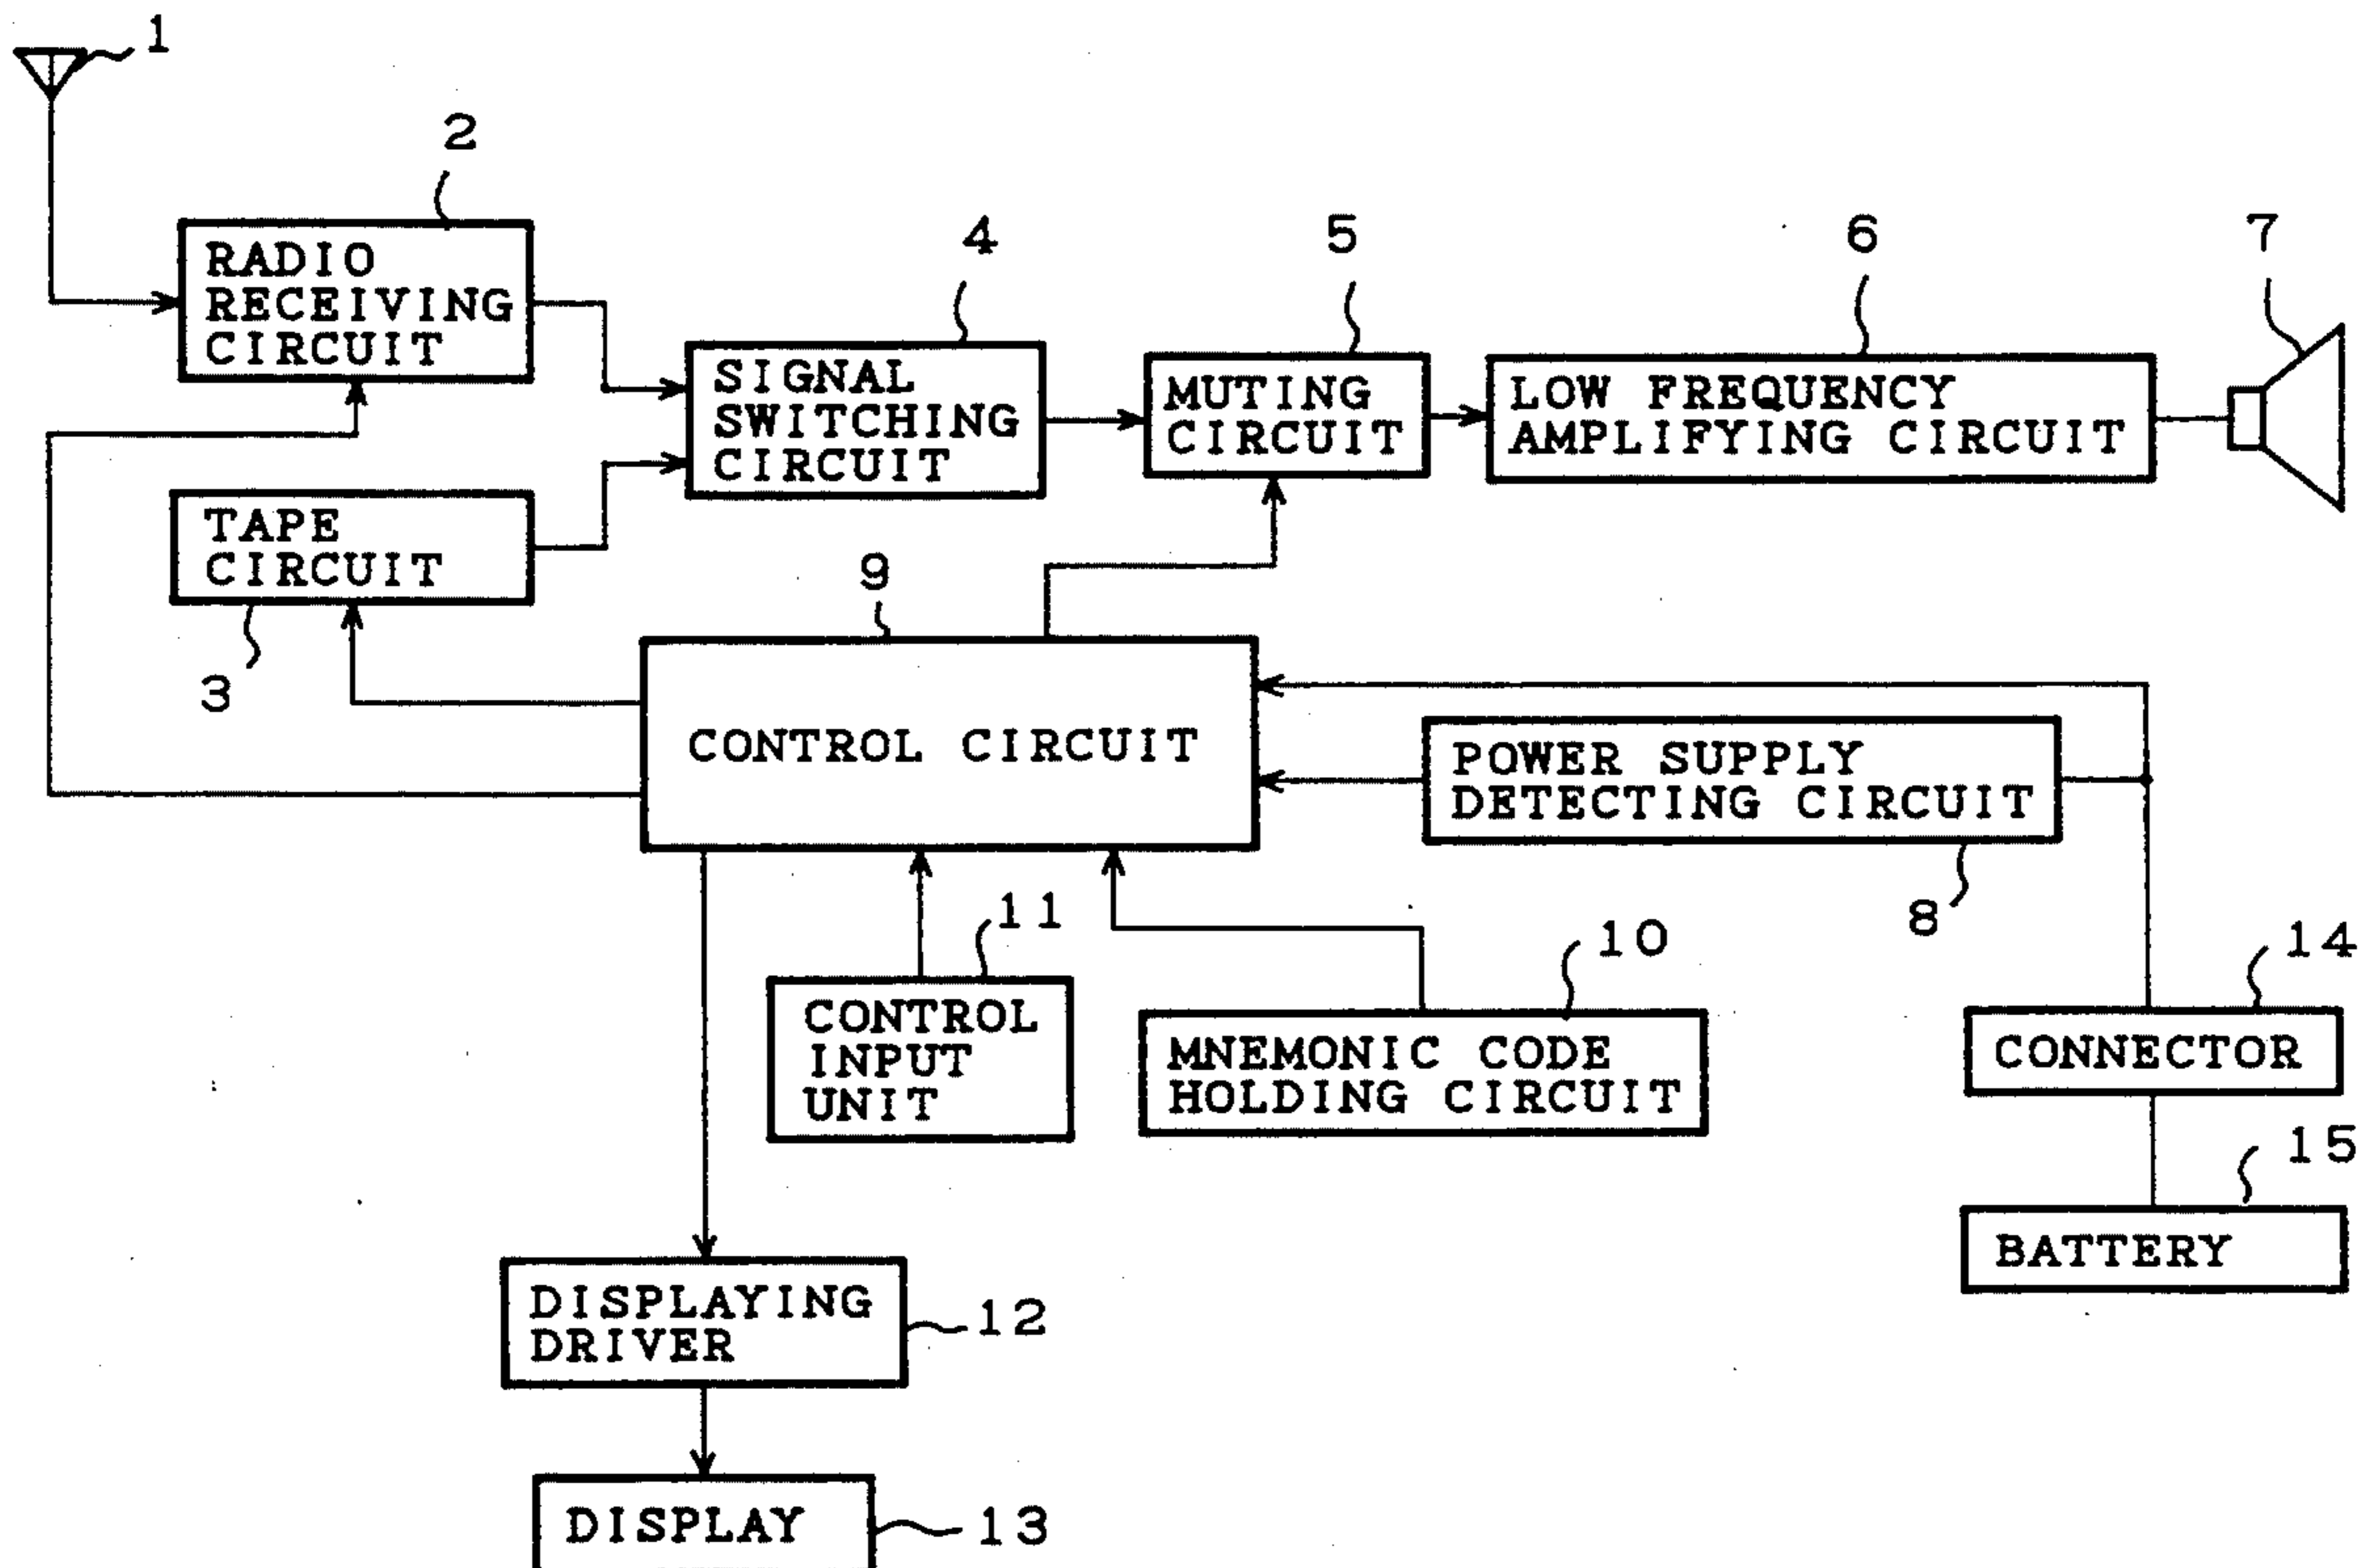 1
2
RADIO
RECEIVING
CIRCUIT
4
SIGNAL
SWITCHING
CIRCUIT
5
MUTING
CIRCUIT
6
LOW FREQUENCY
AMPLIFYING CIRCUIT
7
TAPE
CIRCUIT
3
9
CONTROL CIRCUIT
POWER SUPPLY
DETECTING CIRCUIT
8
11
CONTROL
INPUT
UNIT
10
MNEMONIC CODE
HOLDING CIRCUIT
14
CONNECTOR
15
BATTERY
DISPLAYING
DRIVER
12
DISPLAY
13